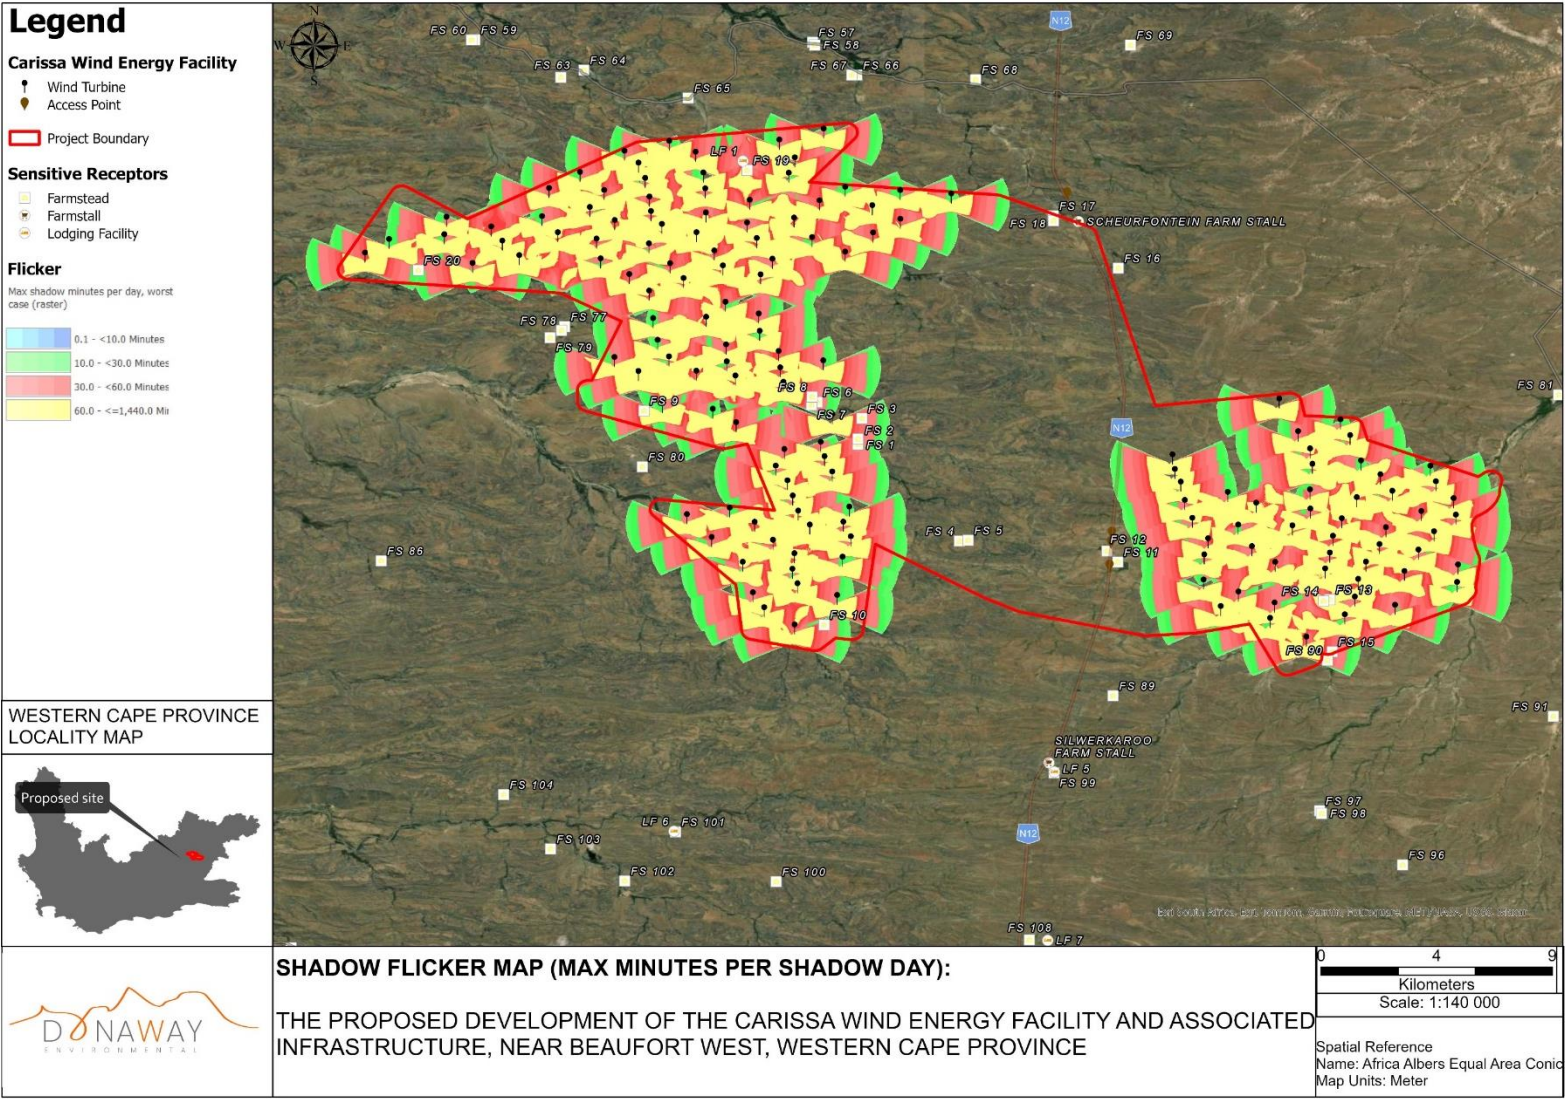 Legend
Carissa Wind Energy Facility
Wind Turbine
Access Point
Project Boundary
Sensitive Receptors
Farmstead
Farmstall
Lodging Facility
Flicker
Max shadow minutes per day, worst
case (raster)
0.1 - <10.0 Minutes
10.0 - <30.0 Minutes
30.0 - <60.0 Minutes
60.0 - <=1,440.0 Mi
WESTERN CAPE PROVINCE
LOCALITY MAP
Proposed site
N
W
E
S
FS 60
FS 59
FS 57
FS 58
N12
FS 69
FS 63
FS 64
FS 67
FS 66
FS 68
FS 65
LF 1
FS 19
FS 17
FS 18
SCHEURFONTEIN FARM STALL
FS 20
FS 16
FS 78
FS 77
FS 79
FS 8
FS 6
FS 81
FS 9
FS 7
FS 3
FS 2
FS 1
N12
FS 80
FS 4
FS 5
FS 12
FS 11
FS 86
FS 14
FS 13
FS 10
FS 15
FS 90
FS 89
FS 91
SILWERKAROO
FARM STALL
LF 5
FS 99
FS 104
FS 97
FS 98
LF 6
FS 101
N12
FS 103
FS 96
FS 102
FS 100
FS 108
LF 7
DONAWAY
ENVIRONMENTAL
SHADOW FLICKER MAP (MAX MINUTES PER SHADOW DAY):
THE PROPOSED DEVELOPMENT OF THE CARISSA WIND ENERGY FACILITY AND ASSOCIATED
INFRASTRUCTURE, NEAR BEAUFORT WEST, WESTERN CAPE PROVINCE
0 4 9
Kilometers
Scale: 1:140 000
Spatial Reference
Name: Africa Albers Equal Area Conic
Map Units: Meter